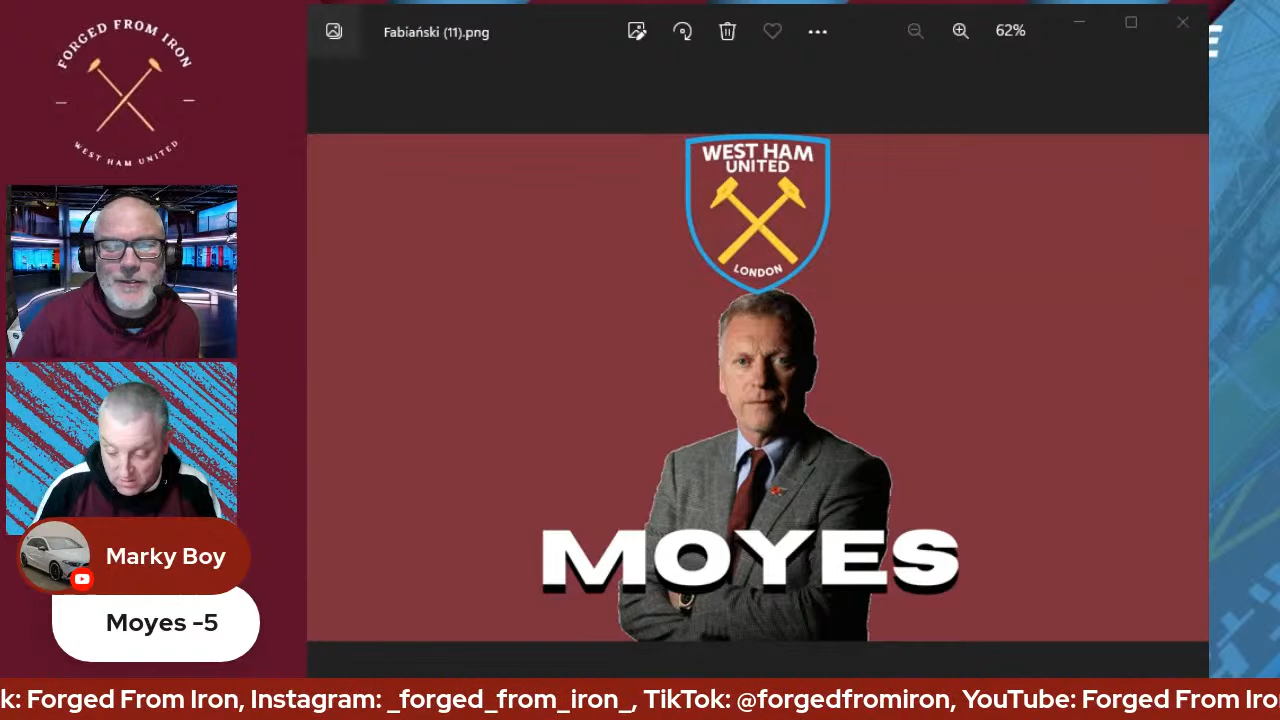 FORGED FROM IRON
WEST HAM UNITED
Fabiański (11).png
62%
E
WEST HAM
UNITED
LONDON
MOYES
Marky Boy
Moyes -5
k: Forged From Iron, Instagram: _forged_from_iron_, TikTok: @forgedfromiron, YouTube: Forged From Iro